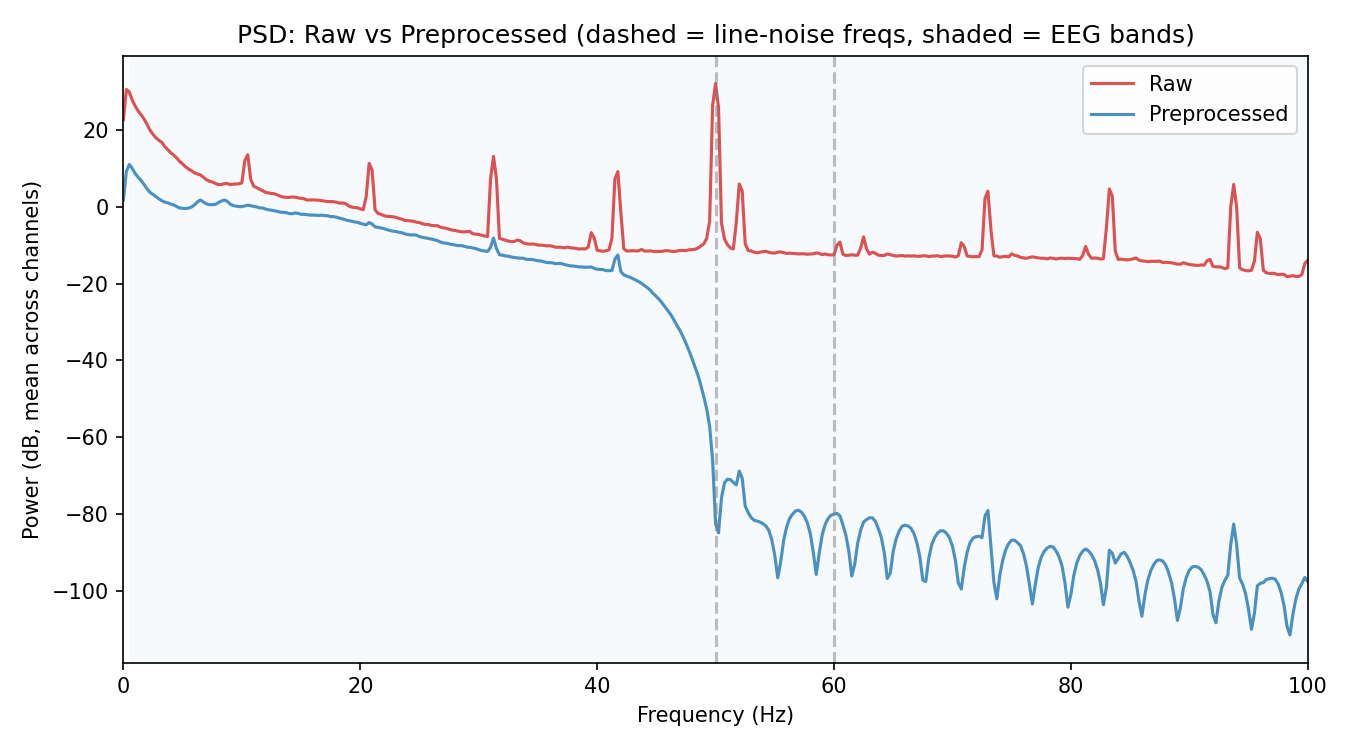 PSD: Raw vs Preprocessed (dashed = line-noise freqs, shaded = EEG bands)
Raw
Preprocessed
Power (dB, mean across channels)
20
0
−20
−40
−60
−80
−100
0 20 40 60 80 100
Frequency (Hz)